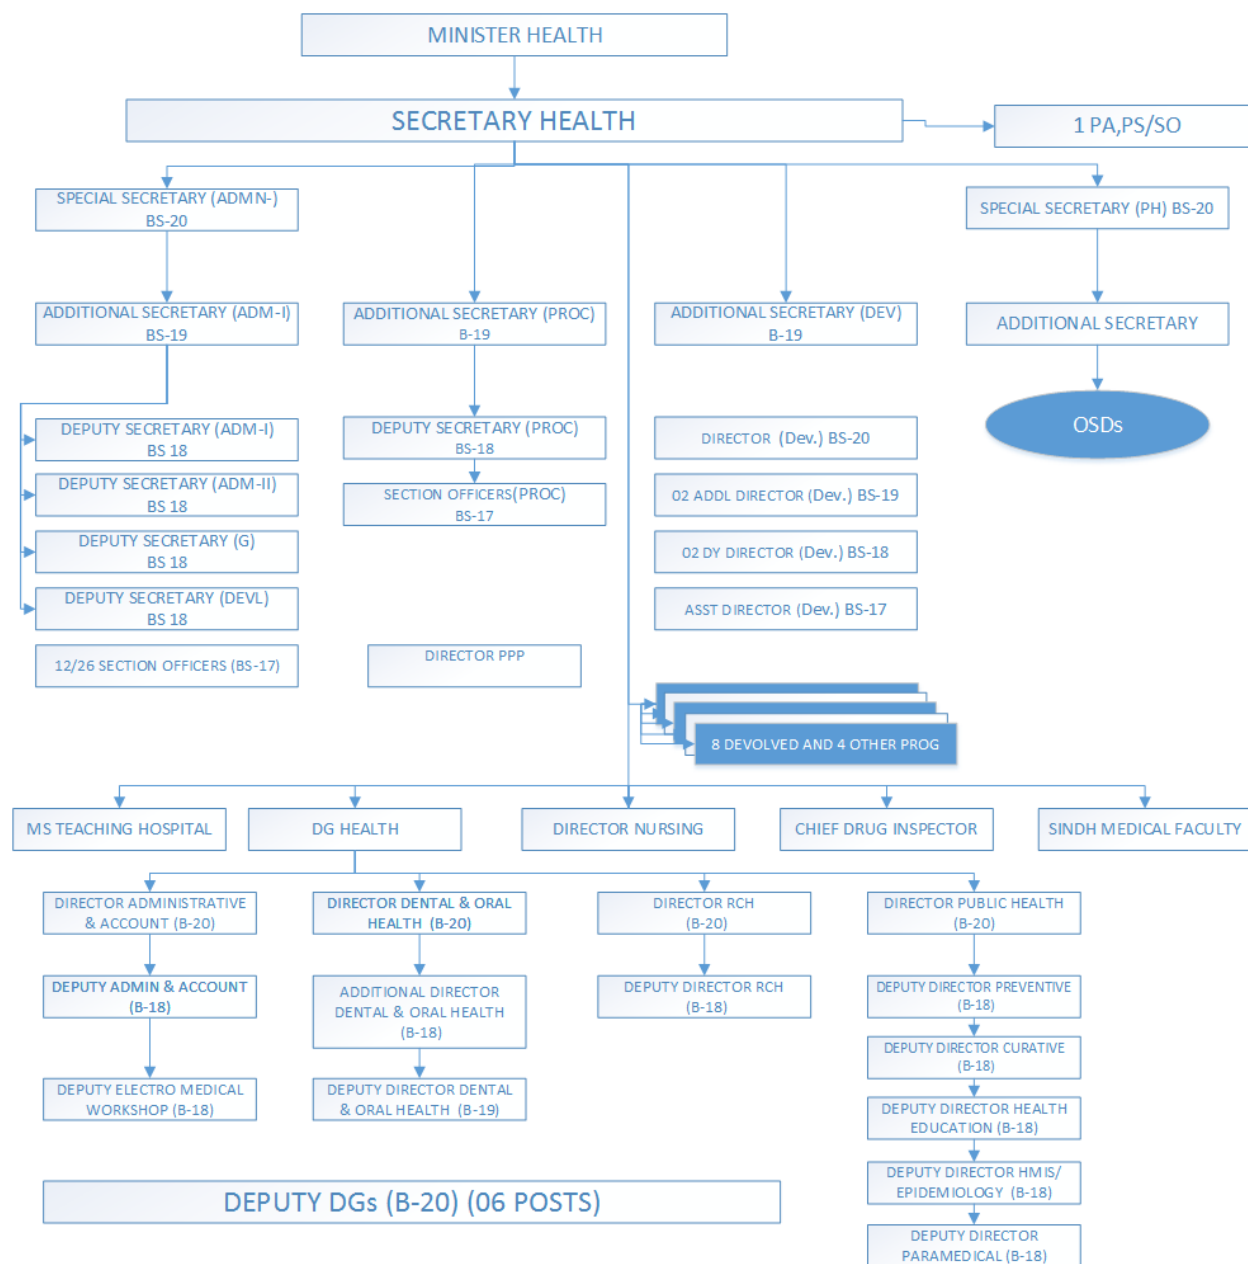 MINISTER HEALTH
SECRETARY HEALTH
1 PA,PS/SO
SPECIAL SECRETARY (ADMN-)
BS-20
SPECIAL SECRETARY (PH) BS-20
ADDITIONAL SECRETARY (ADM-I)
BS-19
ADDITIONAL SECRETARY (PROC)
B-19
ADDITIONAL SECRETARY (DEV)
B-19
ADDITIONAL SECRETARY
DEPUTY SECRETARY (ADM-I)
BS 18
DEPUTY SECRETARY (PROC)
BS-18
DIRECTOR (Dev.) BS-20
OSDs
DEPUTY SECRETARY (ADM-II)
BS 18
SECTION OFFICERS(PROC)
BS-17
02 ADDL DIRECTOR (Dev.) BS-19
DEPUTY SECRETARY (G)
BS 18
02 DY DIRECTOR (Dev.) BS-18
DEPUTY SECRETARY (DEVL)
BS 18
ASST DIRECTOR (Dev.) BS-17
12/26 SECTION OFFICERS (BS-17)
DIRECTOR PPP
8 DEVOLVED AND 4 OTHER PROG
MS TEACHING HOSPITAL
DG HEALTH
DIRECTOR NURSING
CHIEF DRUG INSPECTOR
SINDH MEDICAL FACULTY
DIRECTOR ADMINISTRATIVE
& ACCOUNT (B-20)
DIRECTOR DENTAL & ORAL
HEALTH (B-20)
DIRECTOR RCH
(B-20)
DIRECTOR PUBLIC HEALTH
(B-20)
DEPUTY ADMIN & ACCOUNT
(B-18)
ADDITIONAL DIRECTOR
DENTAL & ORAL HEALTH
(B-18)
DEPUTY DIRECTOR RCH
(B-18)
DEPUTY DIRECTOR PREVENTIVE
(B-18)
DEPUTY DIRECTOR CURATIVE
(B-18)
DEPUTY ELECTRO MEDICAL
WORKSHOP (B-18)
DEPUTY DIRECTOR DENTAL
& ORAL HEALTH (B-19)
DEPUTY DIRECTOR HEALTH
EDUCATION (B-18)
DEPUTY DIRECTOR HMIS/
EPIDEMIOLOGY (B-18)
DEPUTY DGs (B-20) (06 POSTS)
DEPUTY DIRECTOR
PARAMEDICAL (B-18)